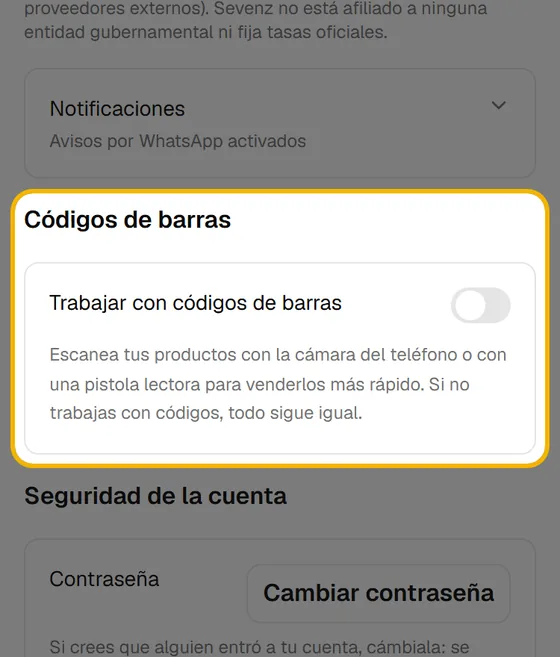 proveedores externos). Sevenz no está afiliado a ninguna
entidad gubernamental ni fija tasas oficiales.
Notificaciones
Avisos por WhatsApp activados
Códigos de barras
Trabajar con códigos de barras
Escanea tus productos con la cámara del teléfono o con
una pistola lectora para venderlos más rápido. Si no
trabajas con códigos, todo sigue igual.
Seguridad de la cuenta
Contraseña
Cambiar contraseña
Si crees que alguien entró a tu cuenta, cámbiala: se